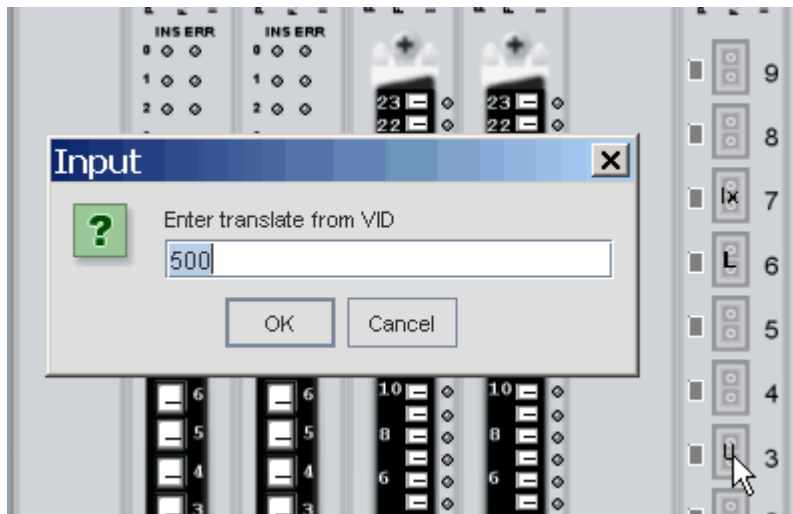 INS ERR INS ERR
0 0
1 1 9
2 2
23 23
22 22 8
Input
Enter translate from VID
lx 7
500
L 6
OK Cancel
5
6 6 10 10
4
5 5 8 8
U 3
4 4 6 6
3 3